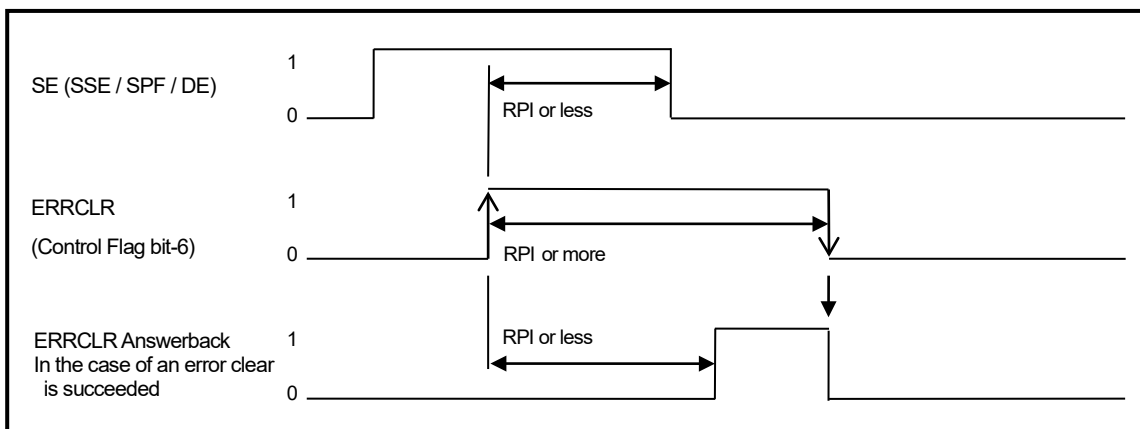 1
SE (SSE / SPF / DE)
0
RPI or less
1
ERRCLR
(Control Flag bit-6)
0
RPI or more
RPI or less
ERRCLR Answerback
1
In the case of an error clear
is succeeded
0